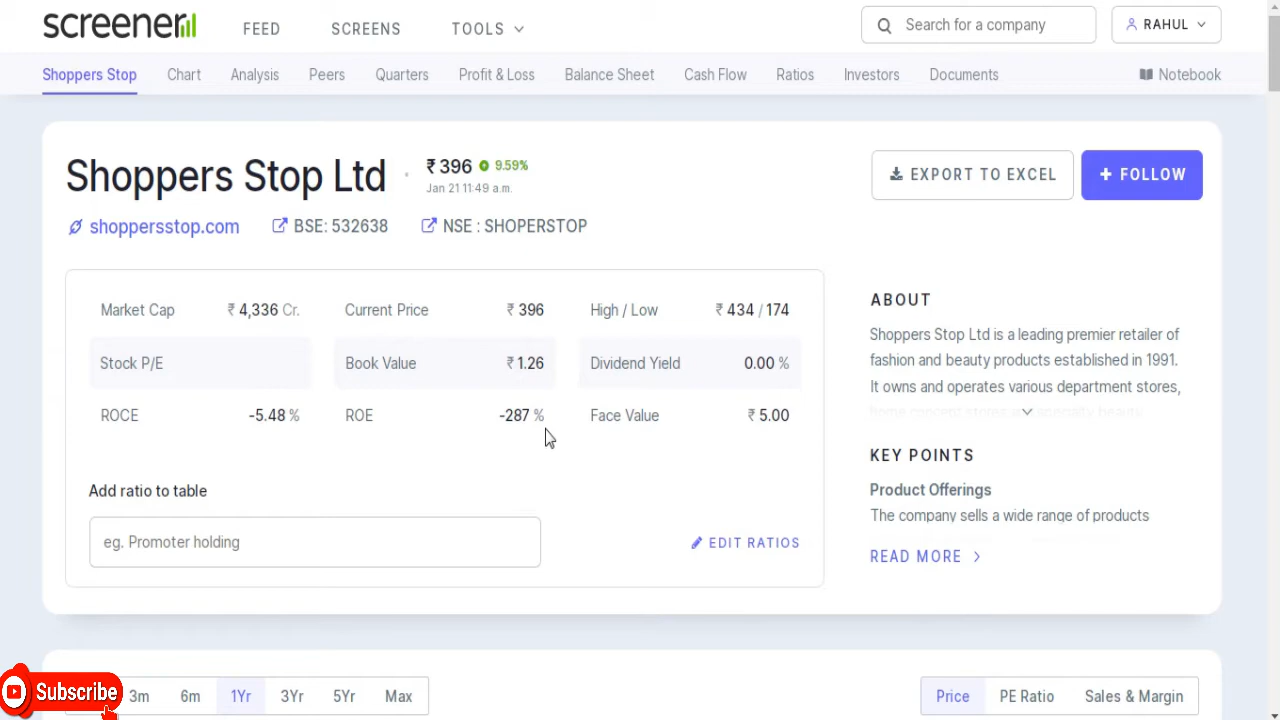 screener FEED SCREENS TOOLS Search for a company RAHUL
Shoppers Stop Chart Analysis Peers Quarters Profit & Loss Balance Sheet Cash Flow Ratios Investors Documents Notebook
Shoppers Stop Ltd · ₹ 396 9.59%
Jan 21 11:49 a.m.
EXPORT TO EXCEL
+ FOLLOW
shoppersstop.com BSE: 532638 NSE : SHOPERSTOP
Market Cap ₹ 4,336 Cr. Current Price ₹ 396 High / Low ₹ 434 / 174
Stock P/E Book Value ₹ 1.26 Dividend Yield 0.00 %
ROCE -5.48 % ROE -287 % Face Value ₹ 5.00
Add ratio to table
eg. Promoter holding
EDIT RATIOS
ABOUT
Shoppers Stop Ltd is a leading premier retailer of
fashion and beauty products established in 1991.
It owns and operates various department stores,
KEY POINTS
Product Offerings
The company sells a wide range of products
READ MORE
Subscribe
3m 6m 1Yr 3Yr 5Yr Max
Price PE Ratio Sales & Margin